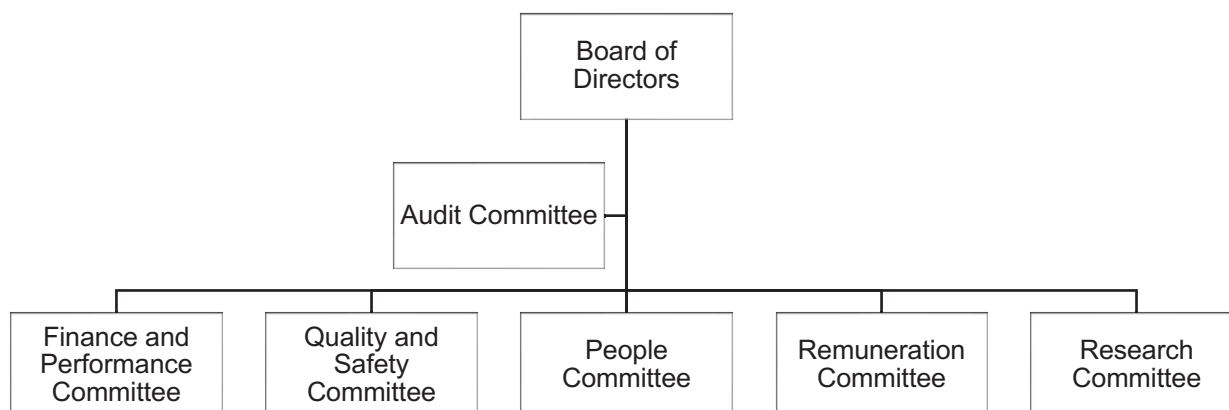 Board of
Directors
Audit Committee
Finance and
Performance
Committee
Quality and
Safety
Committee
People
Committee
Remuneration
Committee
Research
Committee